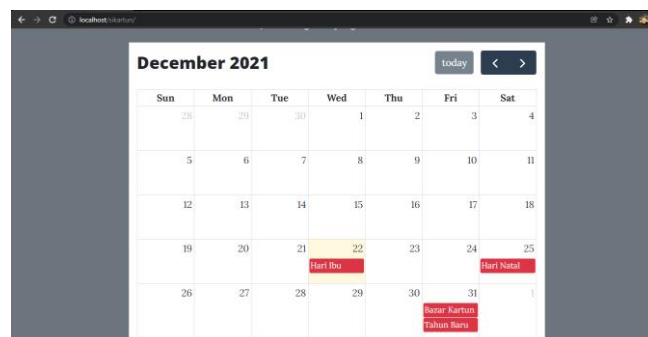 localhost/sikartun/
December 2021
today
Sun Mon Tue Wed Thu Fri Sat
28 29 30 1 2 3 4
5 6 7 8 9 10 11
12 13 14 15 16 17 18
19 20 21 22 23 24 25
Hari Ibu Hari Natal
26 27 28 29 30 31 1
Bazar Kartun
Tahun Baru